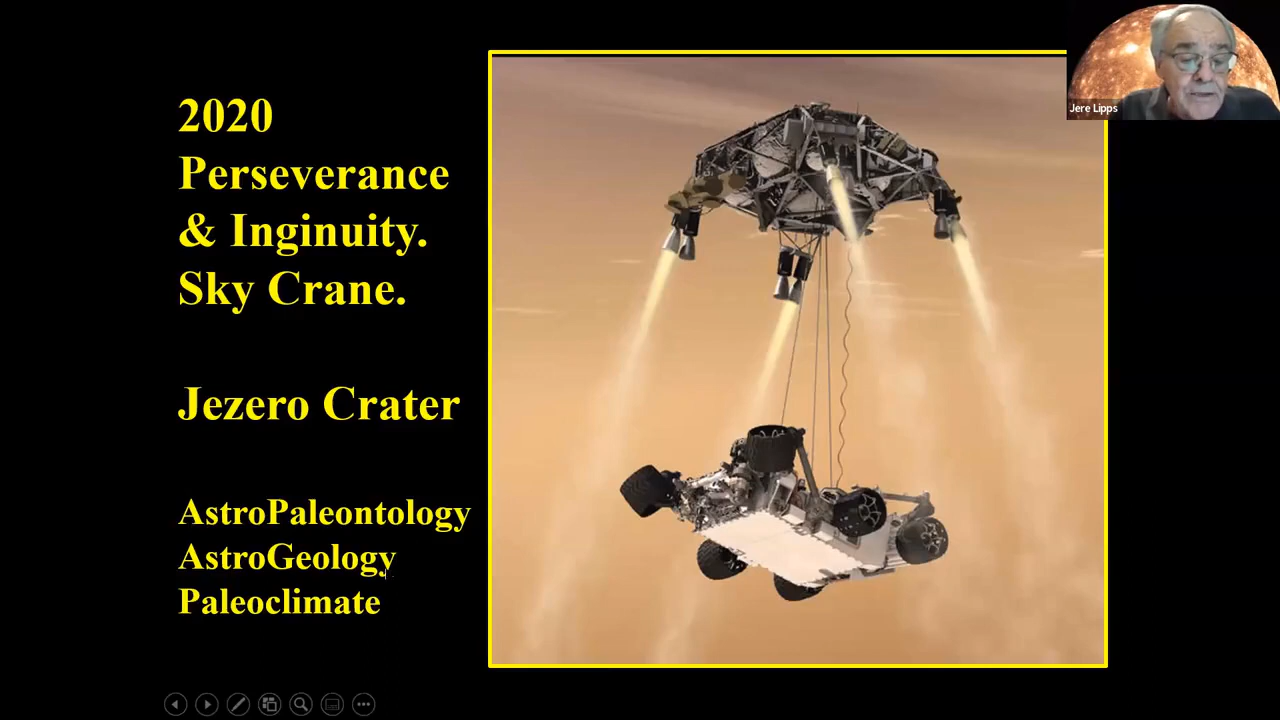 2020
Perseverance
& Inginuity.
Sky Crane.
Jezero Crater
AstroPaleontology
AstroGeology
Paleoclimate
Jere Lipps